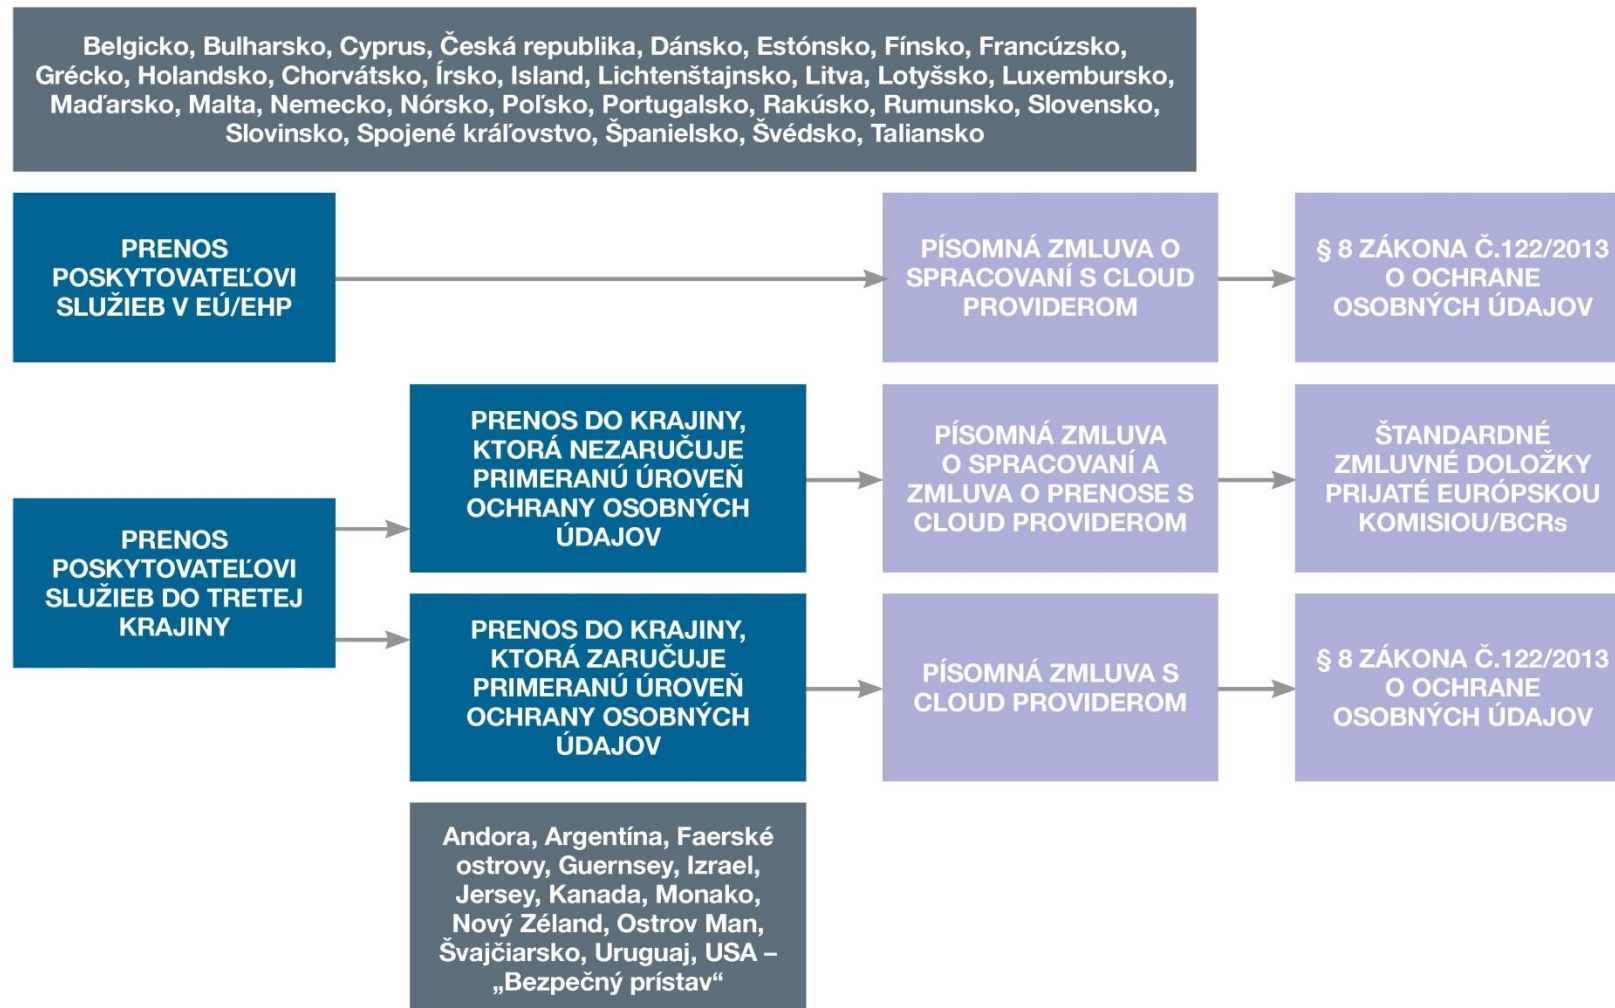 Belgicko, Bulharsko, Cyprus, Česká republika, Dánsko, Estónsko, Fínsko, Francúzsko,
Grécko, Holandsko, Chorvátsko, Írsko, Island, Lichtenštajnsko, Litva, Lotyšsko, Luxembursko,
Maďarsko, Malta, Nemecko, Nórsko, Poľsko, Portugalsko, Rakúsko, Rumunsko, Slovensko,
Slovinsko, Spojené kráľovstvo, Španielsko, Švédsko, Taliansko
PRENOS
POSKYTOVATEĽOVI
SLUŽIEB V EÚ/EHP
PÍSOMNÁ ZMLUVA O
SPRACOVANÍ S CLOUD
PROVIDEROM
§ 8 ZÁKONA Č.122/2013
O OCHRANE
OSOBNÝCH ÚDAJOV
PRENOS
POSKYTOVATEĽOVI
SLUŽIEB DO TRETEJ
KRAJINY
PRENOS DO KRAJINY,
KTORÁ NEZARUČUJE
PRIMERANÚ ÚROVEŇ
OCHRANY OSOBNÝCH
ÚDAJOV
PÍSOMNÁ ZMLUVA
O SPRACOVANÍ A
ZMLUVA O PRENOSE S
CLOUD PROVIDEROM
ŠTANDARDNÉ
ZMLUVNÉ DOLOŽKY
PRIJATÉ EURÓPSKOU
KOMISIOU/BCRs
PRENOS DO KRAJINY,
KTORÁ ZARUČUJE
PRIMERANÚ ÚROVEŇ
OCHRANY OSOBNÝCH
ÚDAJOV
PÍSOMNÁ ZMLUVA S
CLOUD PROVIDEROM
§ 8 ZÁKONA Č.122/2013
O OCHRANE
OSOBNÝCH ÚDAJOV
Andora, Argentína, Faerské
ostrovy, Guernsey, Izrael,
Jersey, Kanada, Monako,
Nový Zéland, Ostrov Man,
Švajčiarsko, Uruguaj, USA –
„Bezpečný prístav“